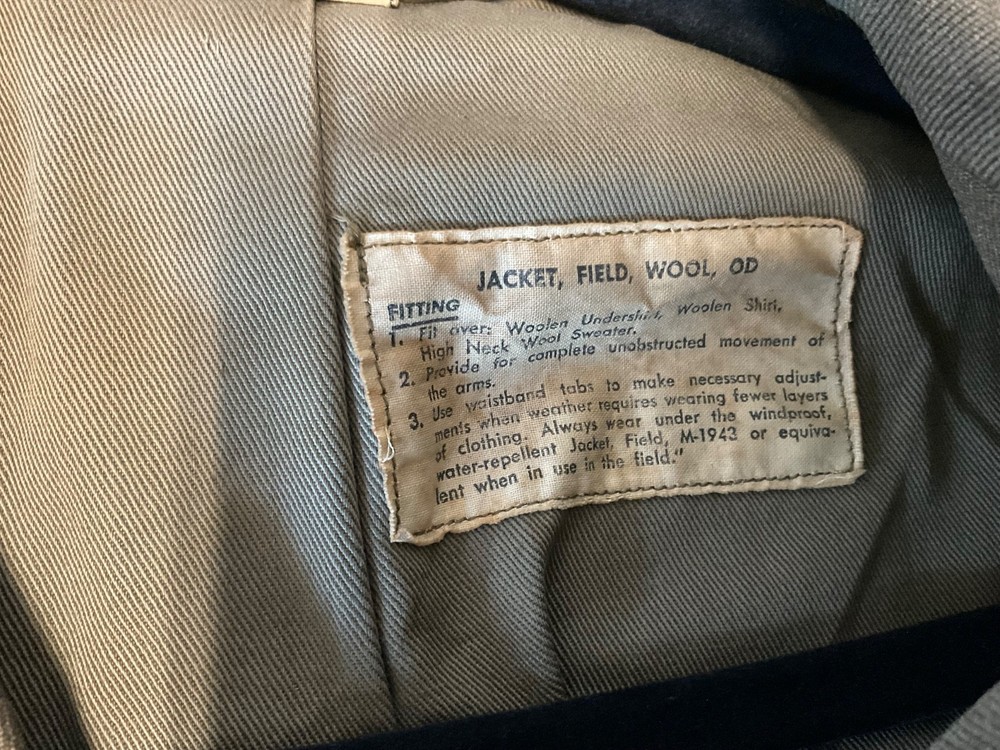 JACKET, FIELD, WOOL, OD
FITTING
1. Fit over: Woolen Undershirt, Woolen Shirt,
High Neck Wool Sweater.
2. Provide for complete unobstructed movement of
the arms.
3. Use waistband tabs to make necessary adjust-
ments when weather requires wearing fewer layers
of clothing. Always wear under the windproof,
water-repellent Jacket, Field, M-1943 or equiva-
lent when in use in the field."